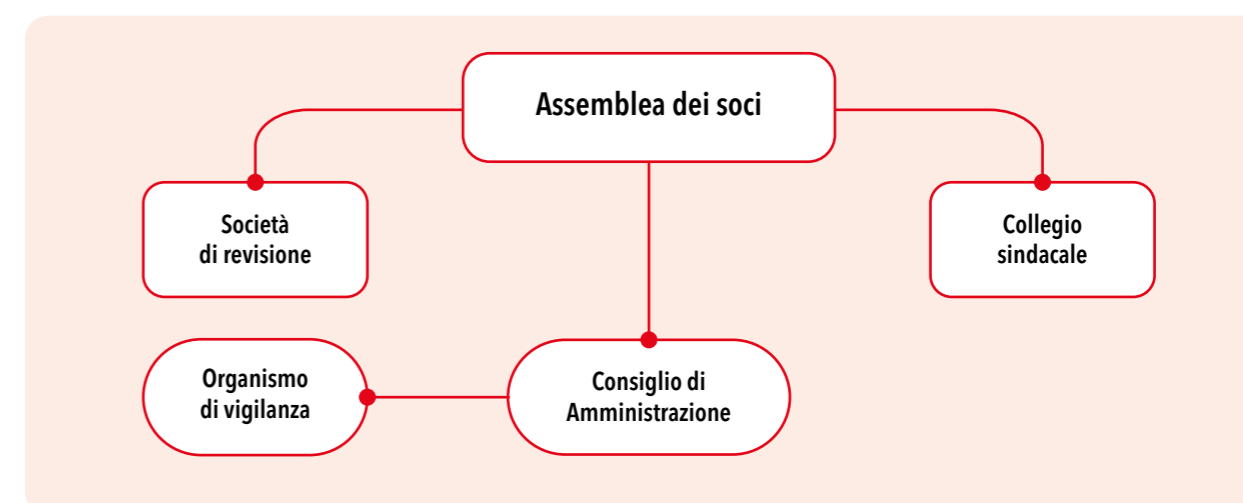 Assemblea dei soci
Società
di revisione
Collegio
sindacale
Organismo
di vigilanza
Consiglio di
Amministrazione